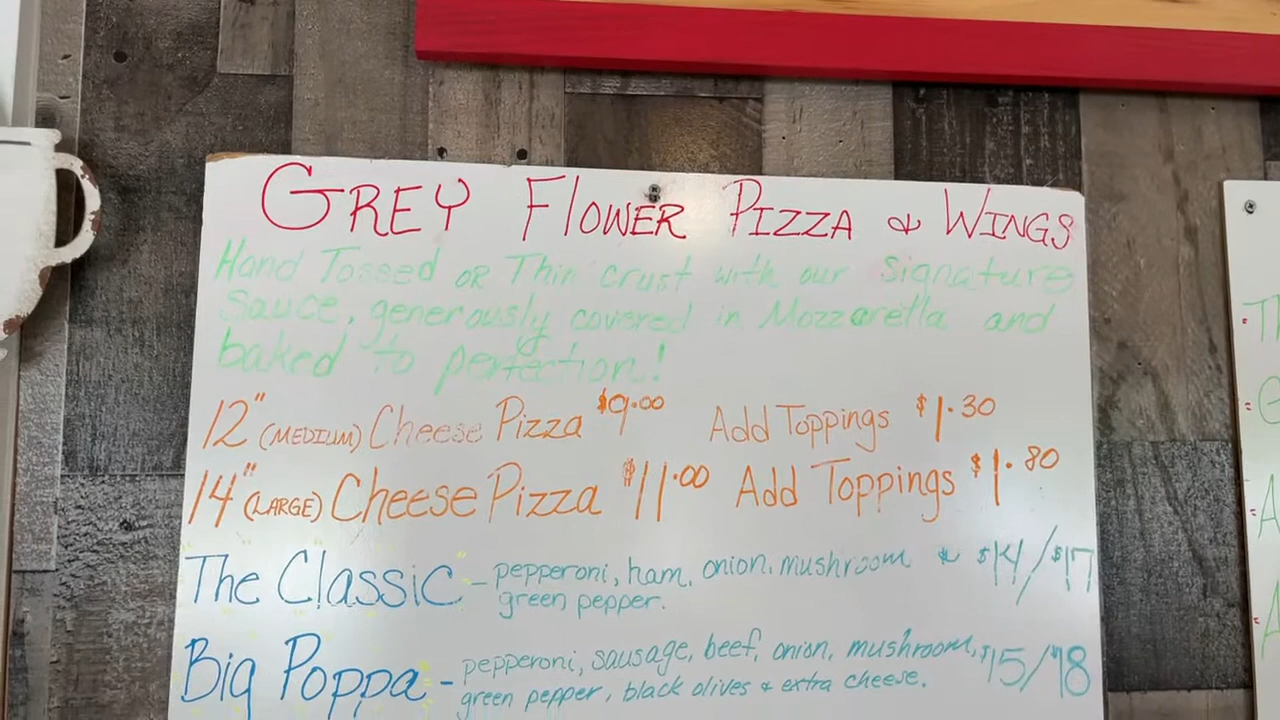 GREY FLOWER PIZZA & WINGS
Hand Tossed OR Thin crust with our Signature
Sauce, generously covered in Mozzarella and
baked to perfection!
12" (MEDIUM) Cheese Pizza $9.00 Add Toppings $1.30
14" (LARGE) Cheese Pizza $11.00 Add Toppings $1.80
The Classic - pepperoni, ham, onion, mushroom & $14/$17
green pepper.
Big Poppa - pepperoni, sausage, beef, onion, mushroom, $15/$18
green pepper, black olives & extra cheese.